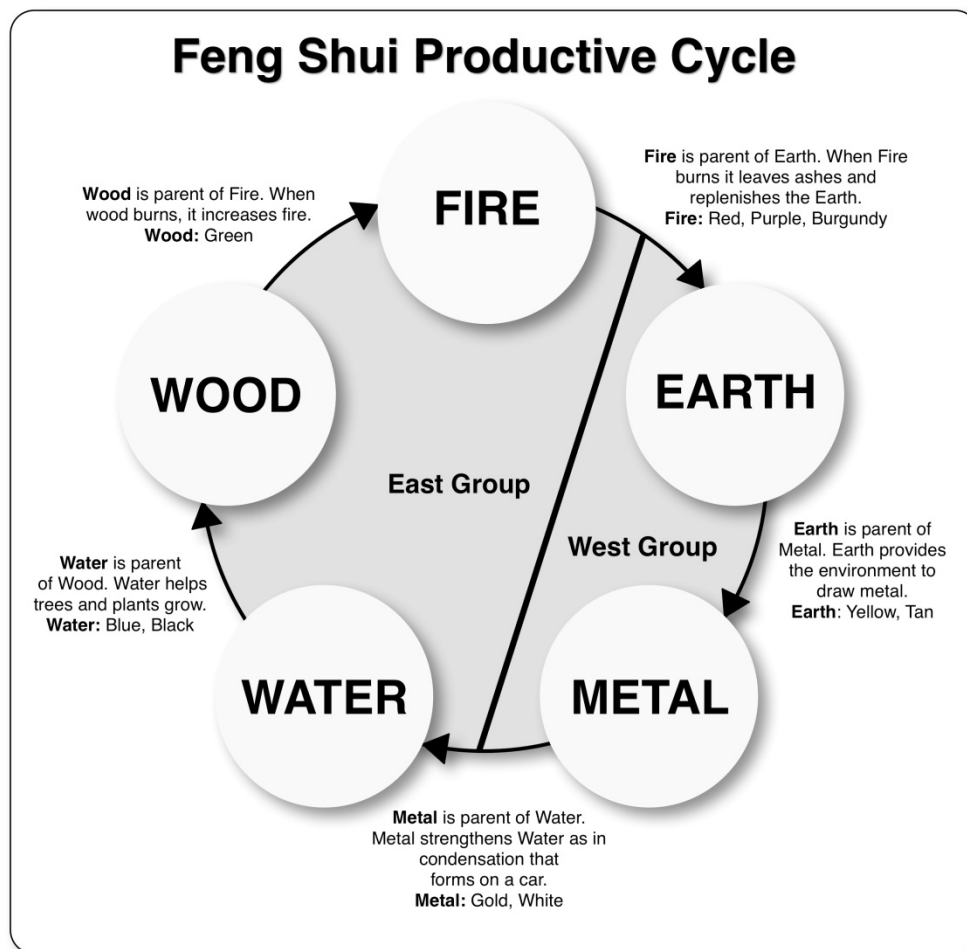 Feng Shui Productive Cycle
Wood is parent of Fire. When
wood burns, it increases fire.
Wood: Green
FIRE
Fire is parent of Earth. When Fire
burns it leaves ashes and
replenishes the Earth.
Fire: Red, Purple, Burgundy
WOOD
EARTH
East Group
West Group
Water is parent
of Wood. Water helps
trees and plants grow.
Water: Blue, Black
Earth is parent of
Metal. Earth provides
the environment to
draw metal.
Earth: Yellow, Tan
WATER
METAL
Metal is parent of Water.
Metal strengthens Water as in
condensation that
forms on a car.
Metal: Gold, White